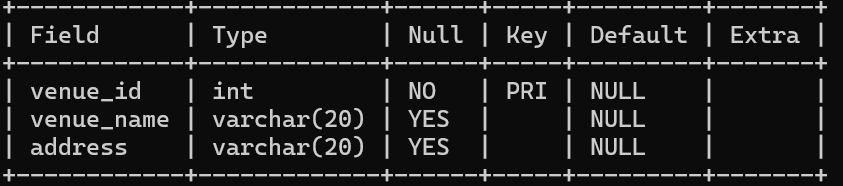 | Field | Type | Null | Key | Default | Extra |
| venue_id | int | NO | PRI | NULL | |
| venue_name | varchar(20) | YES | | NULL | |
| address | varchar(20) | YES | | NULL | |